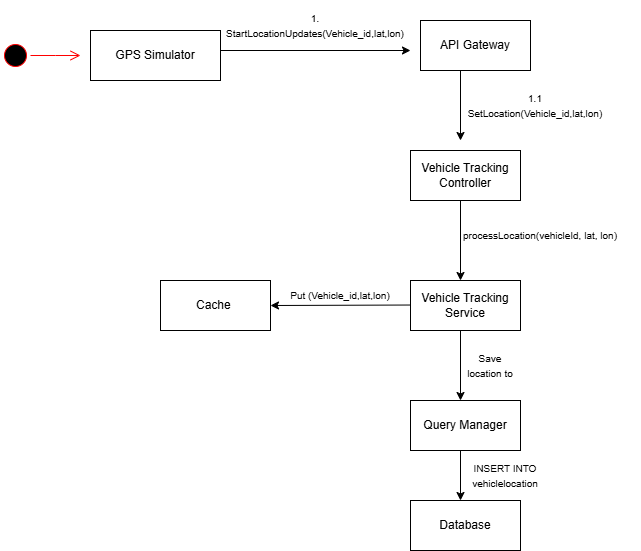 1.
StartLocationUpdates(Vehicle_id,lat,lon)
GPS Simulator
API Gateway
1.1
SetLocation(Vehicle_id,lat,lon)
Vehicle Tracking
Controller
processLocation(vehicleId, lat, lon)
Cache
Put (Vehicle_id,lat,lon)
Vehicle Tracking
Service
Save
location to
Query Manager
INSERT INTO
vehiclelocation
Database